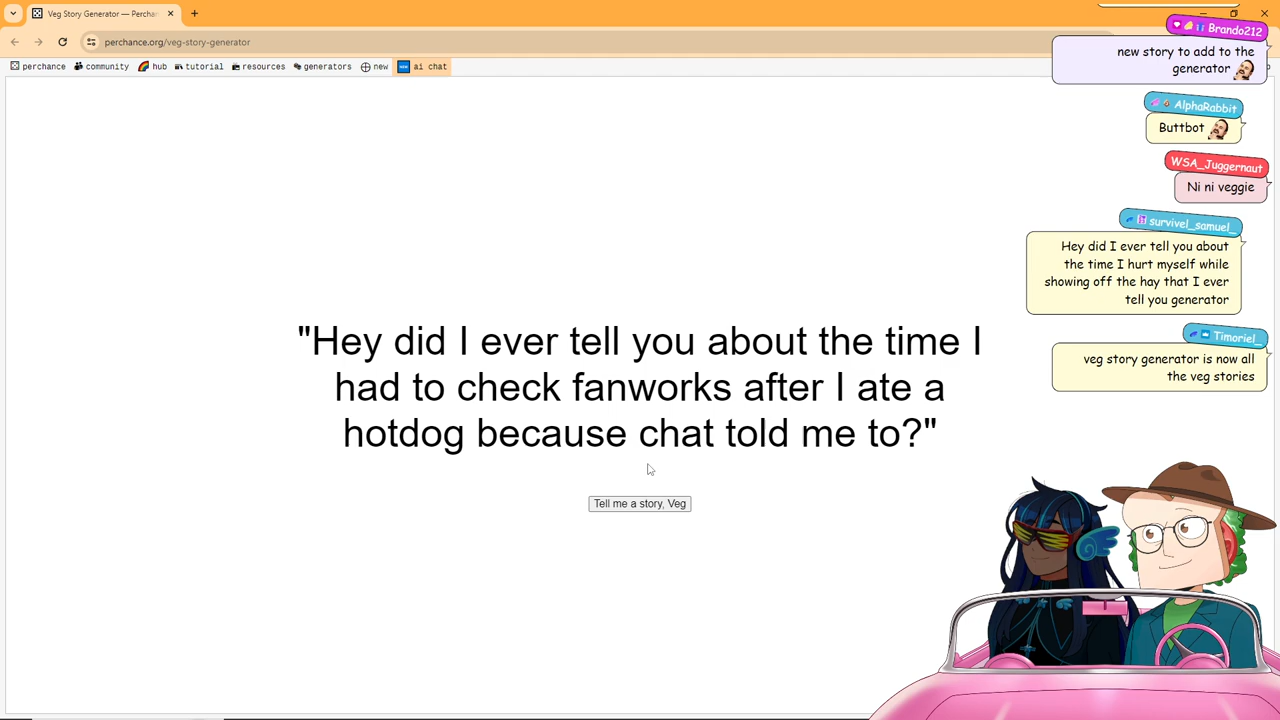 Veg Story Generator — Perchan
perchance.org/veg-story-generator
perchance community hub tutorial resources generators new ai chat
"Hey did I ever tell you about the time I
had to check fanworks after I ate a
hotdog because chat told me to?"
Tell me a story, Veg
Brando212
new story to add to the
generator
AlphaRabbit
Buttbot
WSA_Juggernaut
Ni ni veggie
survivel_samuel_
Hey did I ever tell you about
the time I hurt myself while
showing off the hay that I ever
tell you generator
Timoriel_
veg story generator is now all
the veg stories